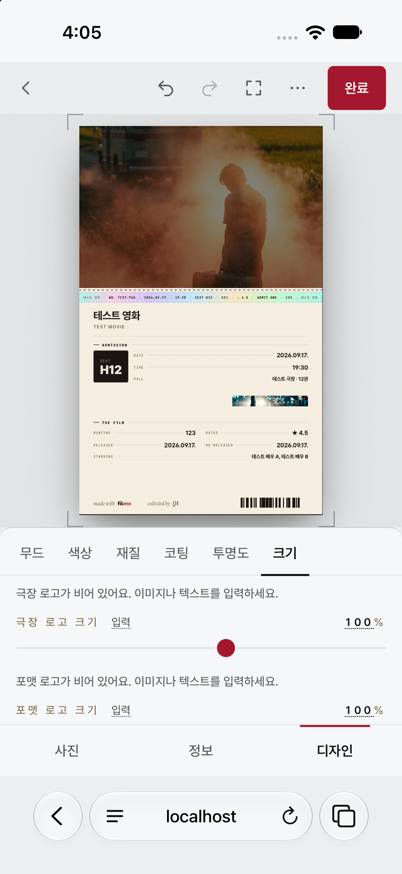 4:05
완료
테스트 영화
TEST MOVIE
ADMISSION
SEAT
H12
DATE 2026.09.17.
TIME 19:30
HALL 테스트 극장 · 12관
THE FILM
RUNTIME 123
RATED ★ 4.5
RELEASED 2026.09.17.
RE-RELEASED 2026.09.17.
STARRING 테스트 배우 A, 테스트 배우 B
made with filmo
collected by
무드 색상 재질 코팅 투명도 크기
극장 로고가 비어 있어요. 이미지나 텍스트를 입력하세요.
극장 로고 크기 입력 100%
포맷 로고가 비어 있어요. 이미지나 텍스트를 입력하세요.
포맷 로고 크기 입력 100%
사진 정보 디자인
localhost